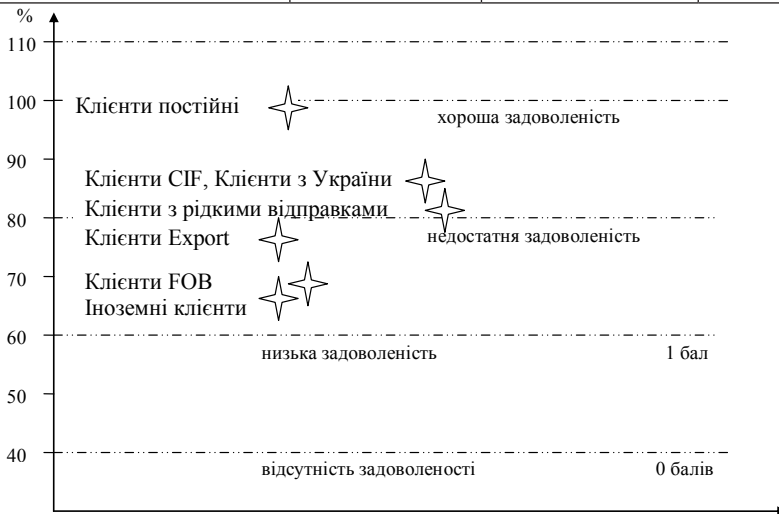 %
110
100
Клієнти постійні
хороша задоволеність
90
Клієнти CIF, Клієнти з України
Клієнти з рідкими відправками
80
Клієнти Export
недостатня задоволеність
70
Клієнти FOB
Іноземні клієнти
60
низька задоволеність 1 бал
50
40
відсутність задоволеності 0 балів